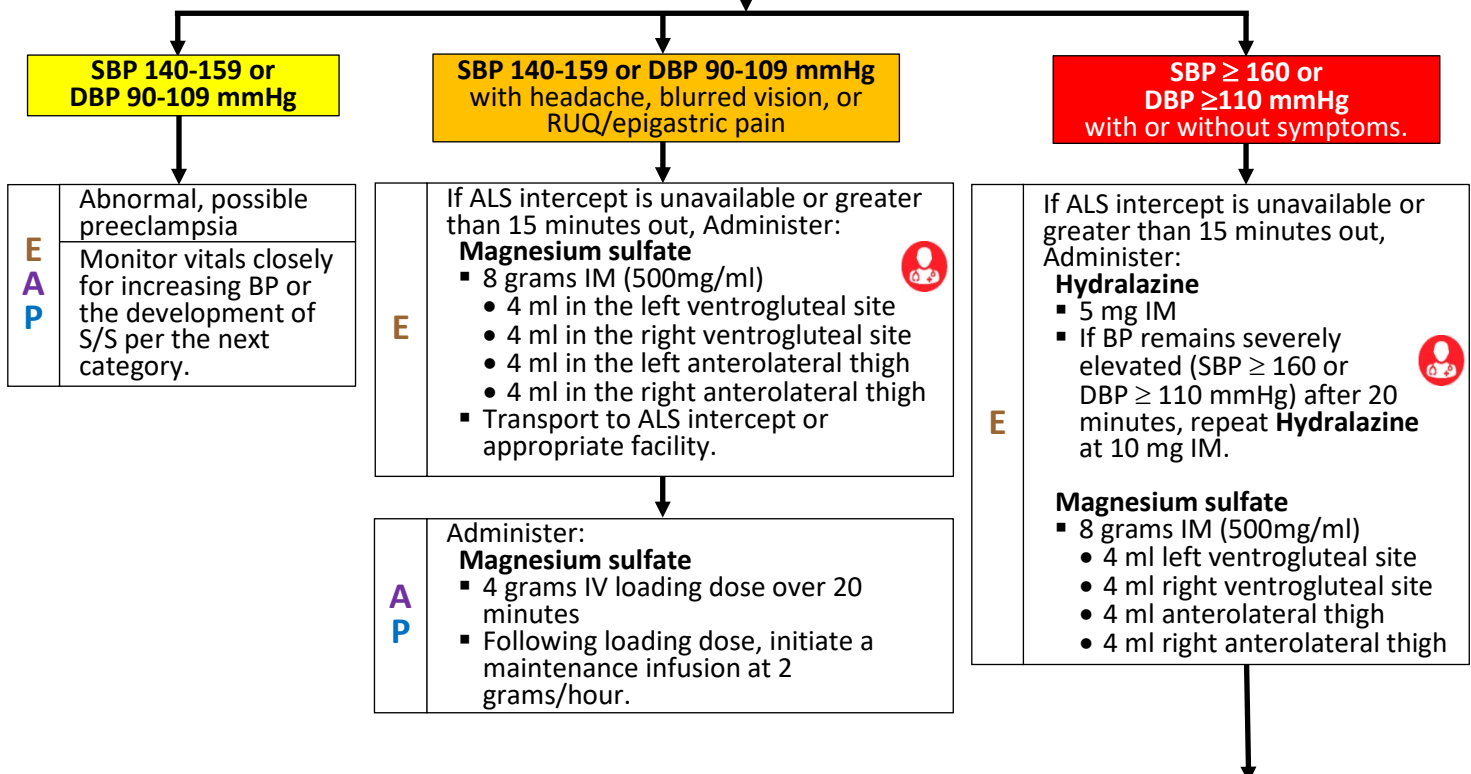 SBP 140-159 or
DBP 90-109 mmHg
SBP 140-159 or DBP 90-109 mmHg
with headache, blurred vision, or
RUQ/epigastric pain
SBP ≥ 160 or
DBP ≥110 mmHg
with or without symptoms.
E
A
P
Abnormal, possible
preeclampsia
Monitor vitals closely
for increasing BP or
the development of
S/S per the next
category.
E
If ALS intercept is unavailable or greater
than 15 minutes out, Administer:
Magnesium sulfate
▪ 8 grams IM (500mg/ml)
• 4 ml in the left ventrogluteal site
• 4 ml in the right ventrogluteal site
• 4 ml in the left anterolateral thigh
• 4 ml in the right anterolateral thigh
▪ Transport to ALS intercept or
appropriate facility.
A
P
Administer:
Magnesium sulfate
▪ 4 grams IV loading dose over 20
minutes
▪ Following loading dose, initiate a
maintenance infusion at 2
grams/hour.
E
If ALS intercept is unavailable or
greater than 15 minutes out,
Administer:
Hydralazine
▪ 5 mg IM
▪ If BP remains severely
elevated (SBP ≥ 160 or
DBP ≥ 110 mmHg) after 20
minutes, repeat Hydralazine
at 10 mg IM.
Magnesium sulfate
▪ 8 grams IM (500mg/ml)
• 4 ml left ventrogluteal site
• 4 ml right ventrogluteal site
• 4 ml anterolateral thigh
• 4 ml right anterolateral thigh